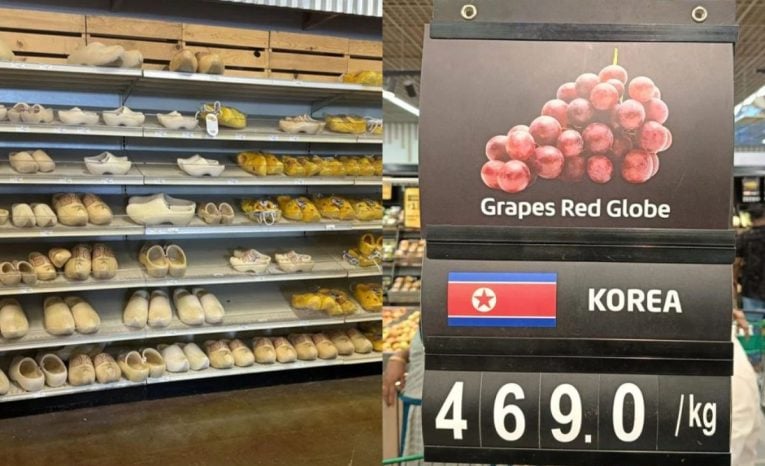 Grapes Red Globe
KOREA
469.0 /kg